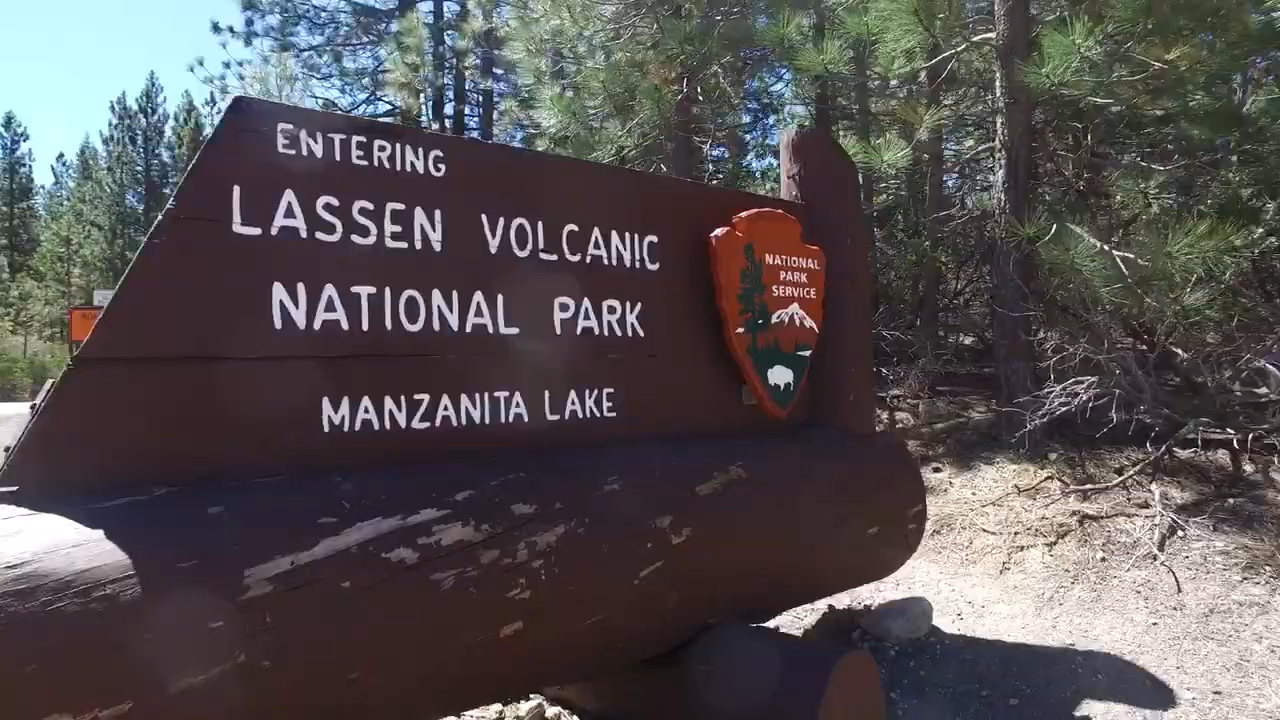 ENTERING
LASSEN VOLCANIC
NATIONAL PARK
MANZANITA LAKE
NATIONAL
PARK
SERVICE